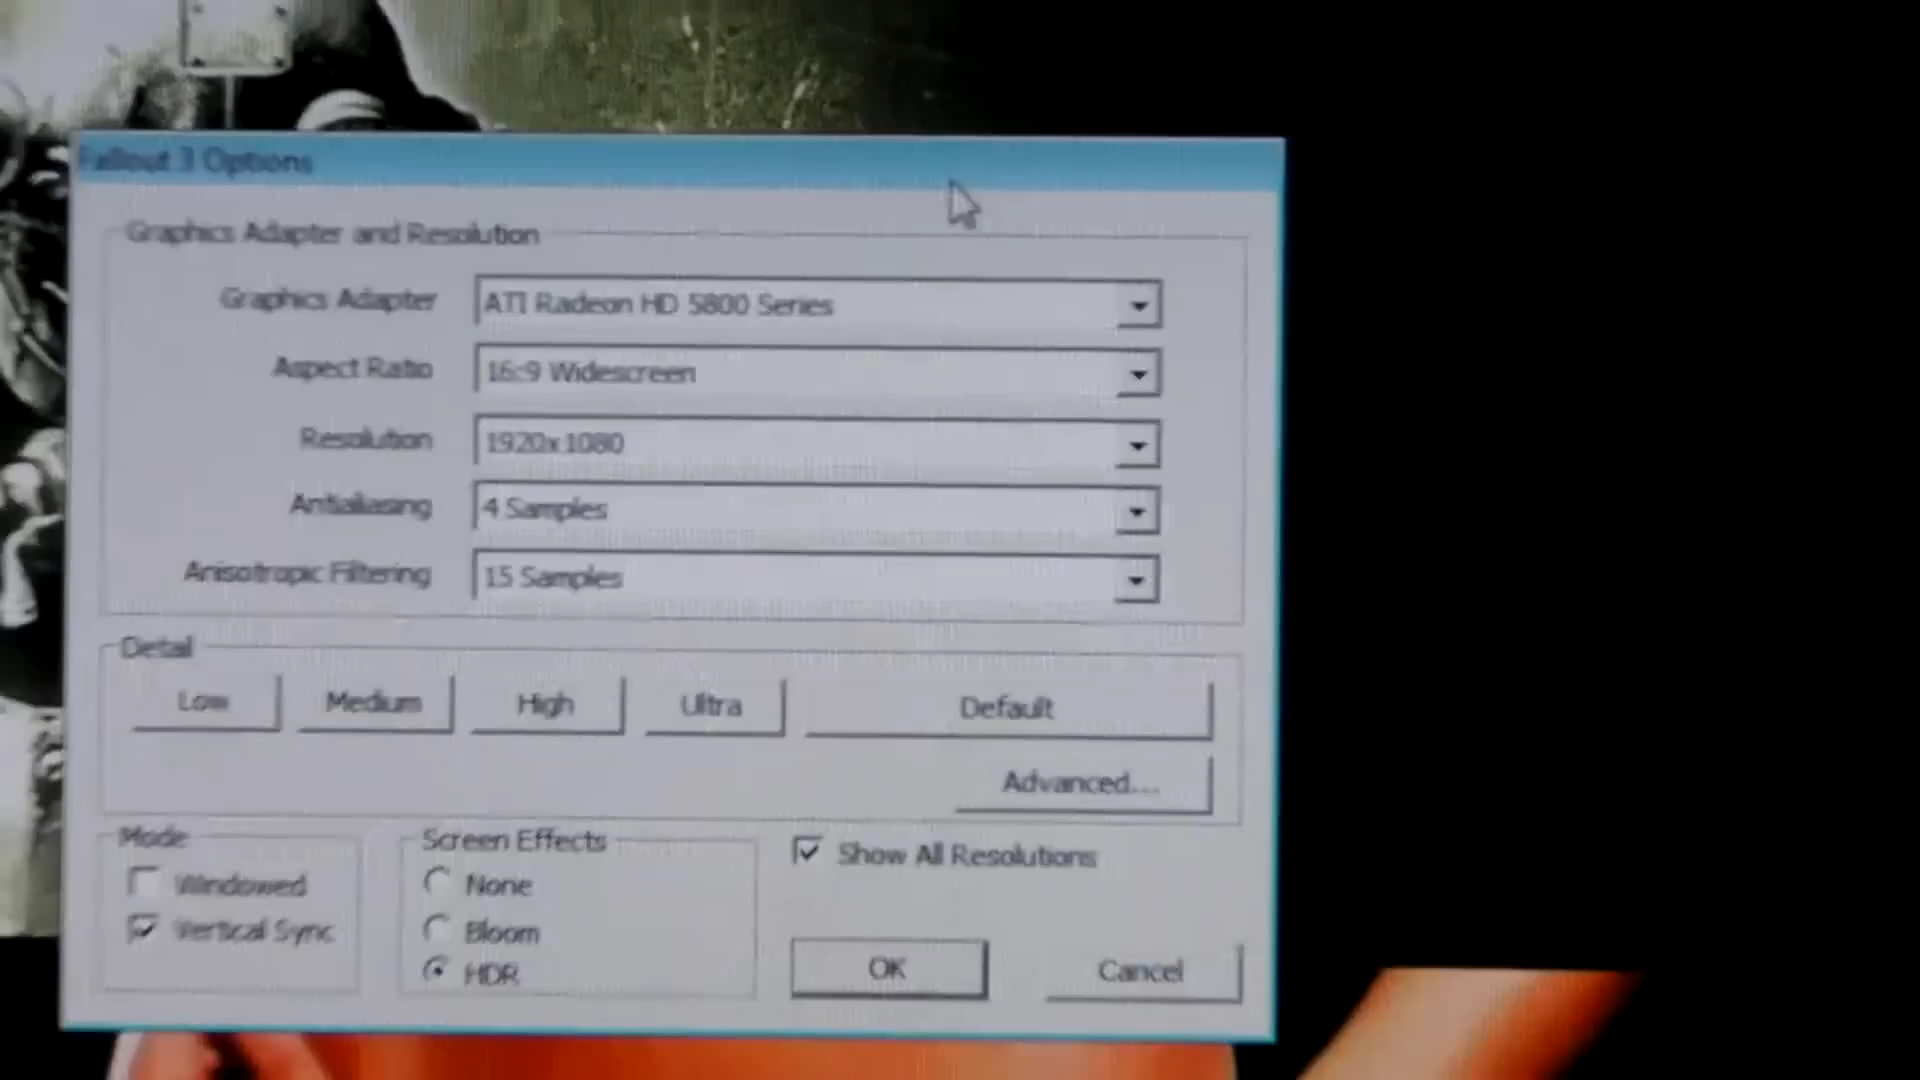 Fallout 3 Options
Graphics Adapter and Resolution
Graphics Adapter ATI Radeon HD 5800 Series
Aspect Ratio 16:9 Widescreen
Resolution 1920x1080
Antialiasing 4 Samples
Anisotropic Filtering 15 Samples
Detail
Low Medium High Ultra Default
Advanced...
Mode
Windowed
Vertical Sync
Screen Effects
None
Bloom
HDR
Show All Resolutions
OK Cancel